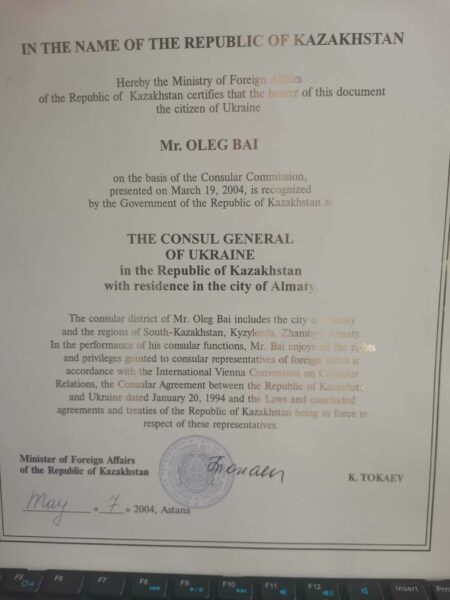 IN THE NAME OF THE REPUBLIC OF KAZAKHSTAN
Hereby the Ministry of Foreign Affairs
of the Republic of Kazakhstan certifies that the bearer of this document
the citizen of Ukraine
Mr. OLEG BAI
on the basis of the Consular Commission,
presented on March 19, 2004, is recognized
by the Government of the Republic of Kazakhstan as
THE CONSUL GENERAL
OF UKRAINE
in the Republic of Kazakhstan
with residence in the city of Almaty.
The consular district of Mr. Oleg Bai includes the city of Almaty
and the regions of South-Kazakhstan, Kyzylorda, Zhambyl, Almaty.
In the performance of his consular functions, Mr. Bai enjoys all the rights
and privileges granted to consular representatives of foreign states in
accordance with the International Vienna Convention on Consular
Relations, the Consular Agreement between the Republic of Kazakhstan
and Ukraine dated January 20, 1994 and the Laws and concluded
agreements and treaties of the Republic of Kazakhstan being in force in
respect of these representatives.
Minister of Foreign Affairs
of the Republic of Kazakhstan
K. TOKAEV
May « 7 » 2004, Astana
F5 F6 F7 F8 F9 F10 F11 F12 Insert